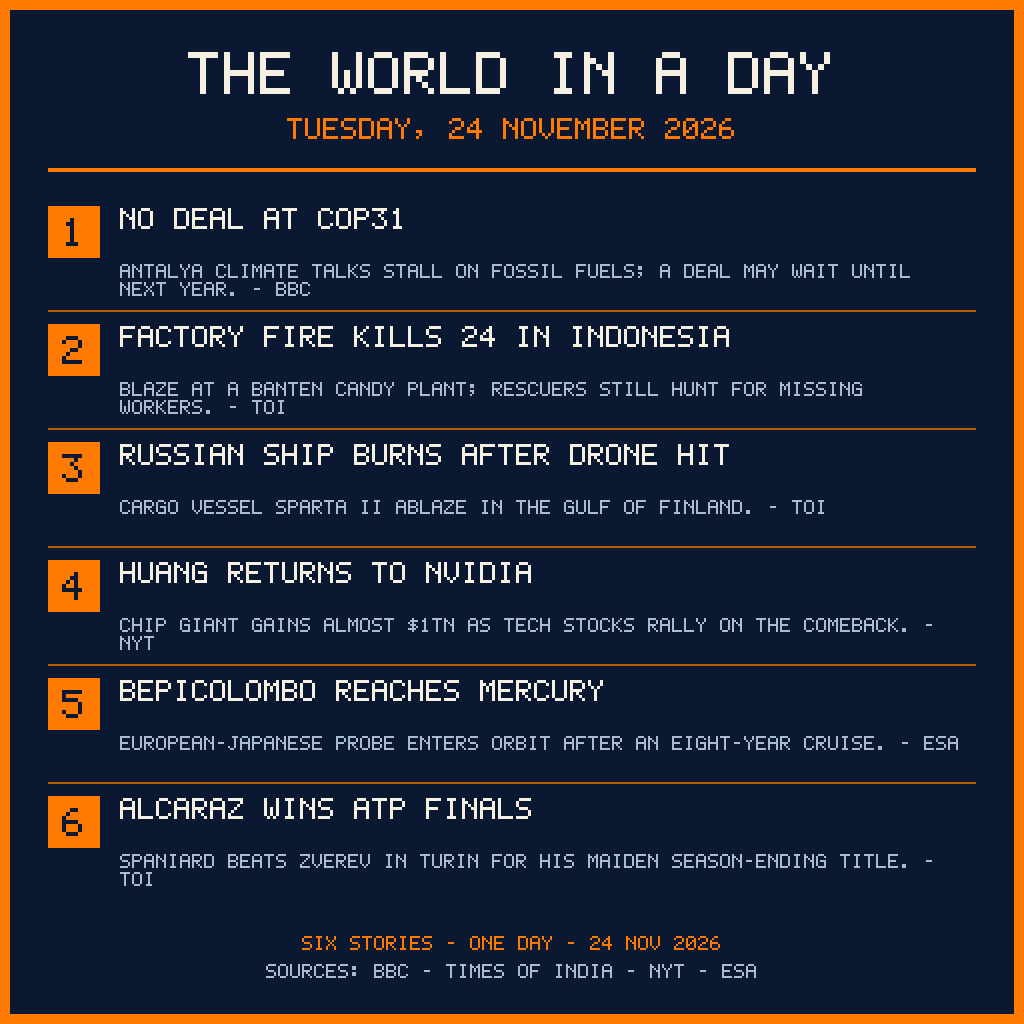 THE WORLD IN A DAY
TUESDAY, 24 NOVEMBER 2026
1
NO DEAL AT COP31
ANTALYA CLIMATE TALKS STALL ON FOSSIL FUELS; A DEAL MAY WAIT UNTIL
NEXT YEAR. - BBC
2
FACTORY FIRE KILLS 24 IN INDONESIA
BLAZE AT A BANTEN CANDY PLANT; RESCUERS STILL HUNT FOR MISSING
WORKERS. - TOI
3
RUSSIAN SHIP BURNS AFTER DRONE HIT
CARGO VESSEL SPARTA II ABLAZE IN THE GULF OF FINLAND. - TOI
4
HUANG RETURNS TO NVIDIA
CHIP GIANT GAINS ALMOST $1TN AS TECH STOCKS RALLY ON THE COMEBACK. -
NYT
5
BEPICOLOMBO REACHES MERCURY
EUROPEAN-JAPANESE PROBE ENTERS ORBIT AFTER AN EIGHT-YEAR CRUISE. - ESA
6
ALCARAZ WINS ATP FINALS
SPANIARD BEATS ZVEREV IN TURIN FOR HIS MAIDEN SEASON-ENDING TITLE. -
TOI
SIX STORIES - ONE DAY - 24 NOV 2026
SOURCES: BBC - TIMES OF INDIA - NYT - ESA